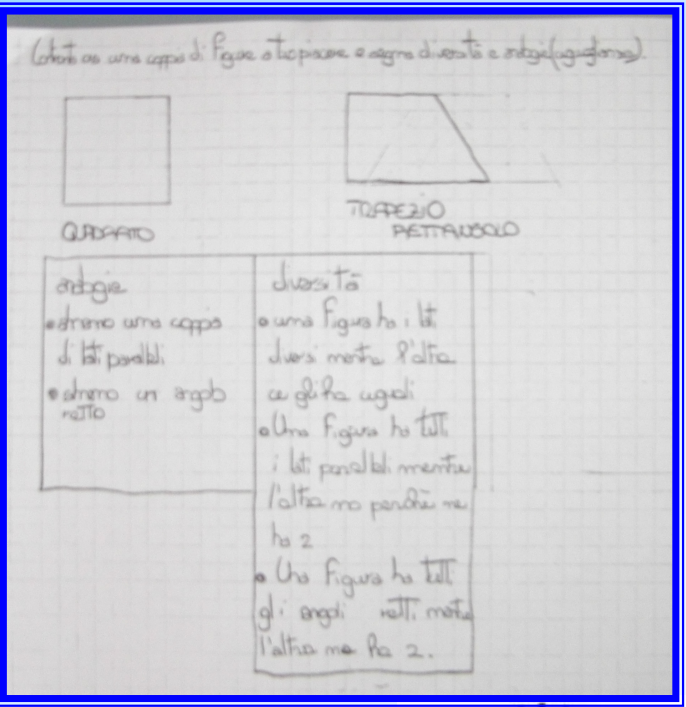 una coppia di figure a tuo piacere e segna diversità e analogie (uguaglianze).
QUADRATO
TRAPEZIO
RETTANGOLO
analogie
• almeno una coppia
di lati paralleli
• almeno un angolo
retto
diversità
• una figura ha i lati
diversi mentre l'altra
ce gli ha uguali
• Una figura ha tutti
i lati paralleli mentre
l'altra no perchè ne
ha 2
• Una figura ha tutti
gli angoli retti mentre
l'altra ne ha 2.